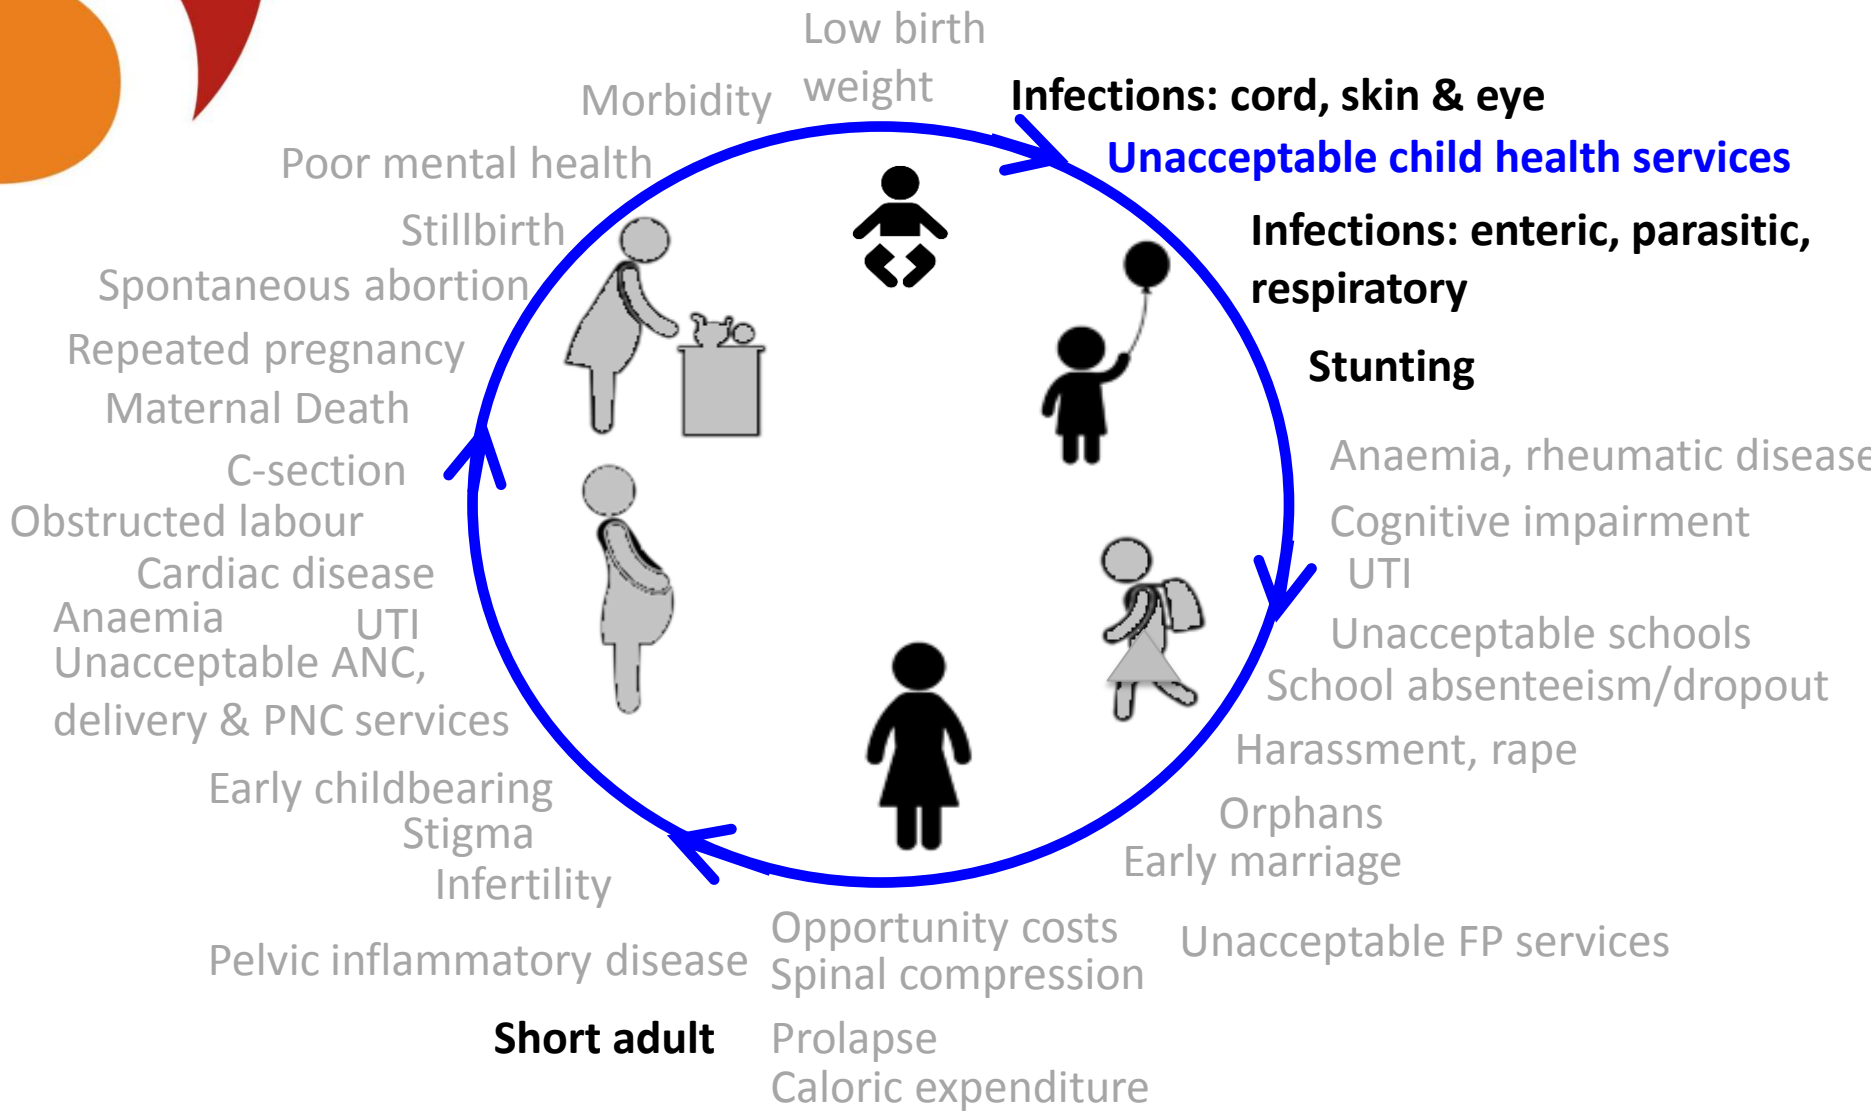 Low birth
weight
Morbidity
Infections: cord, skin & eye
Unacceptable child health services
Poor mental health
Stillbirth
Infections: enteric, parasitic,
respiratory
Spontaneous abortion
Repeated pregnancy
Stunting
Maternal Death
C-section
Anaemia, rheumatic disease
Obstructed labour
Cognitive impairment
Cardiac disease
UTI
Anaemia
UTI
Unacceptable schools
Unacceptable ANC,
delivery & PNC services
School absenteeism/dropout
Harassment, rape
Early childbearing
Orphans
Stigma
Early marriage
Infertility
Opportunity costs
Unacceptable FP services
Pelvic inflammatory disease
Spinal compression
Short adult
Prolapse
Caloric expenditure